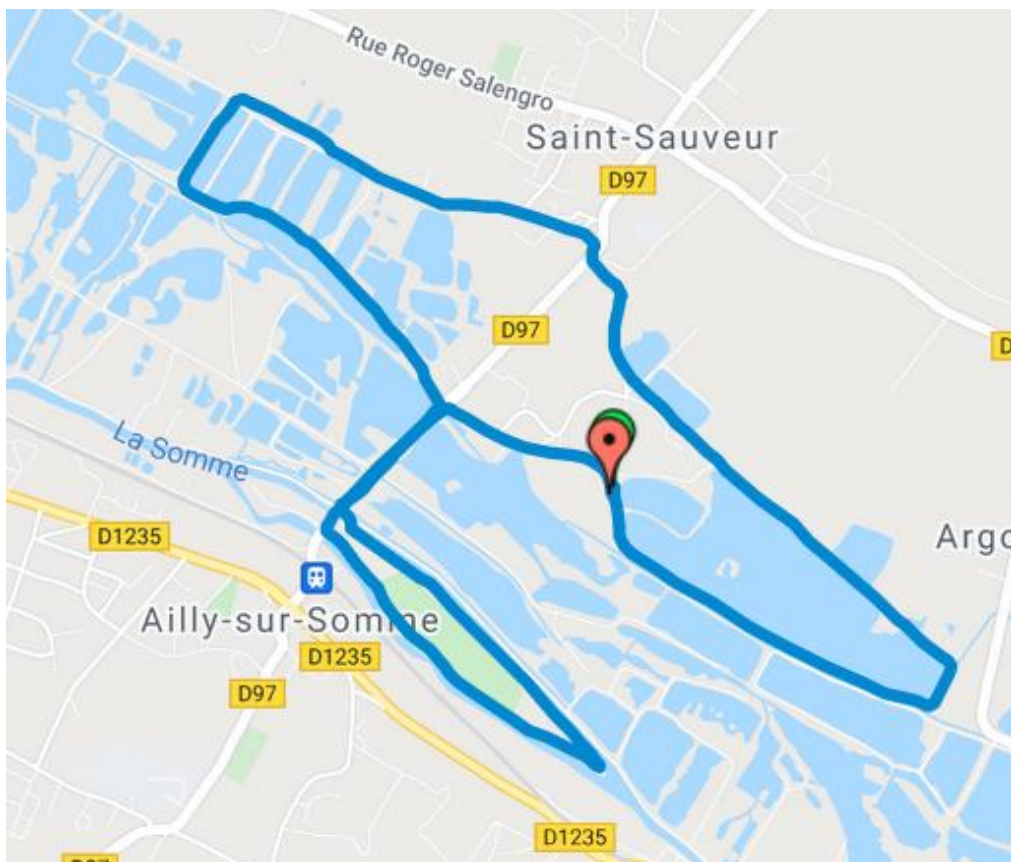 Rue Roger Salengro
Saint-Sauveur
D97
D97
La Somme
D1235
Argo
Ailly-sur-Somme
D1235
D97
D1235